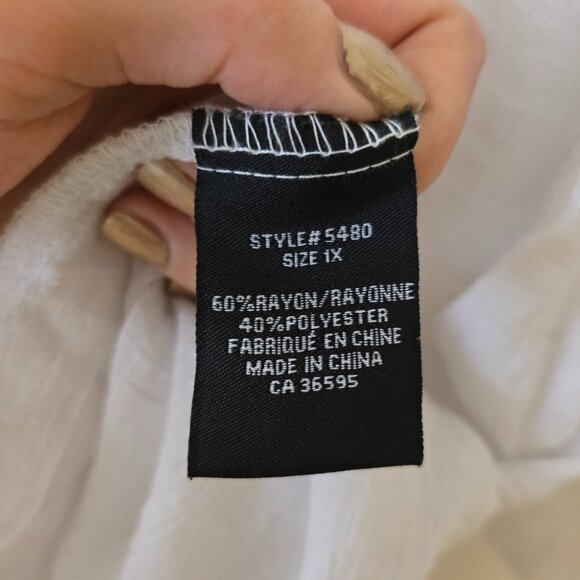 STYLE# 5480
SIZE 1X
60%RAYON/RAYONNE
40%POLYESTER
FABRIQUÉ EN CHINE
MADE IN CHINA
CA 36595